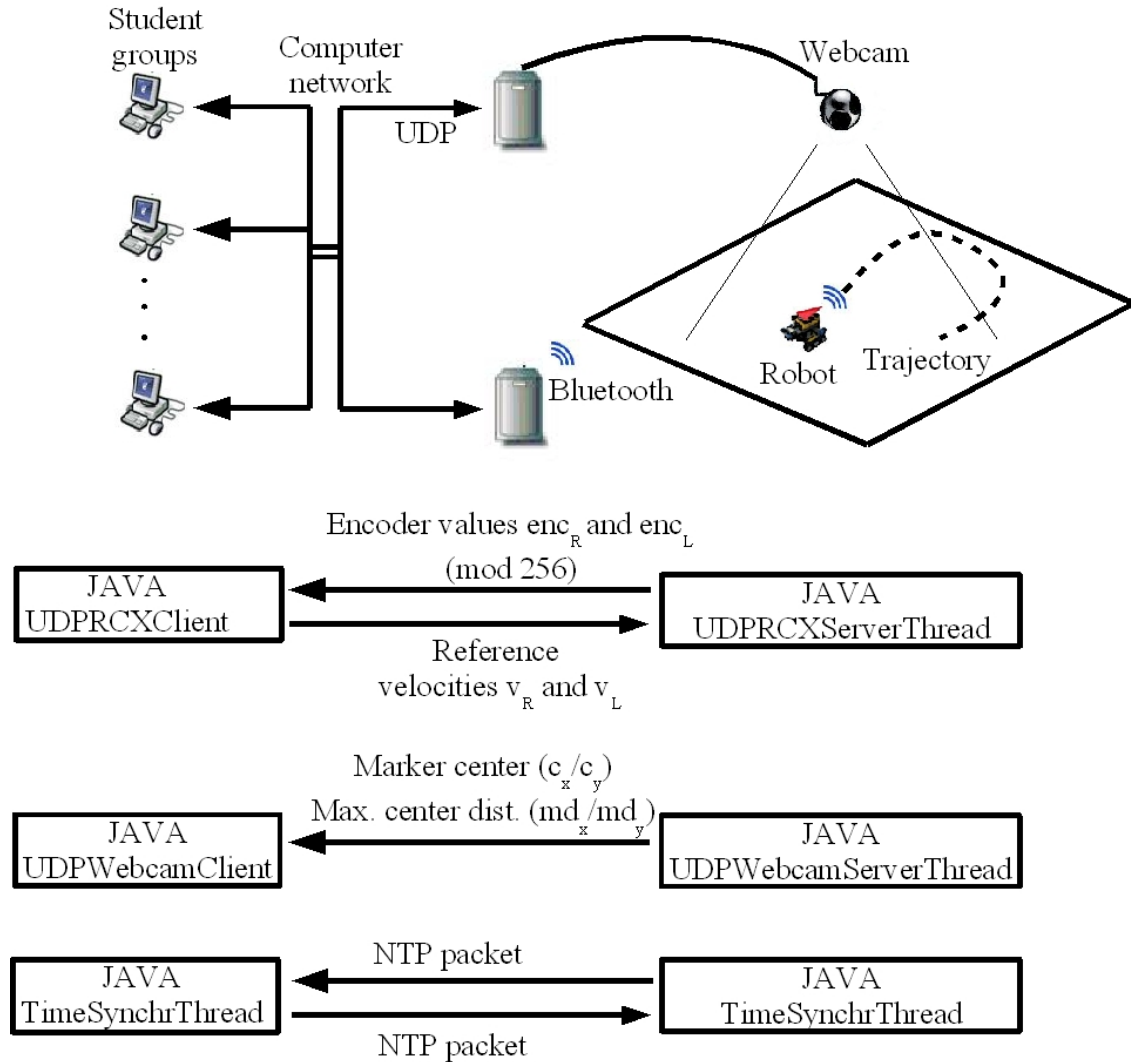 Student
groups
Computer
network
UDP
Webcam
Bluetooth
Robot
Trajectory
Encoder values enc_R and enc_L
(mod 256)
JAVA
UDPRCXClient
JAVA
UDPRCXServerThread
Reference
velocities v_R and v_L
Marker center (c_x/c_y)
Max. center dist. (md_x/md_y)
JAVA
UDPWebcamClient
JAVA
UDPWebcamServerThread
NTP packet
JAVA
TimeSynchrThread
JAVA
TimeSynchrThread
NTP packet